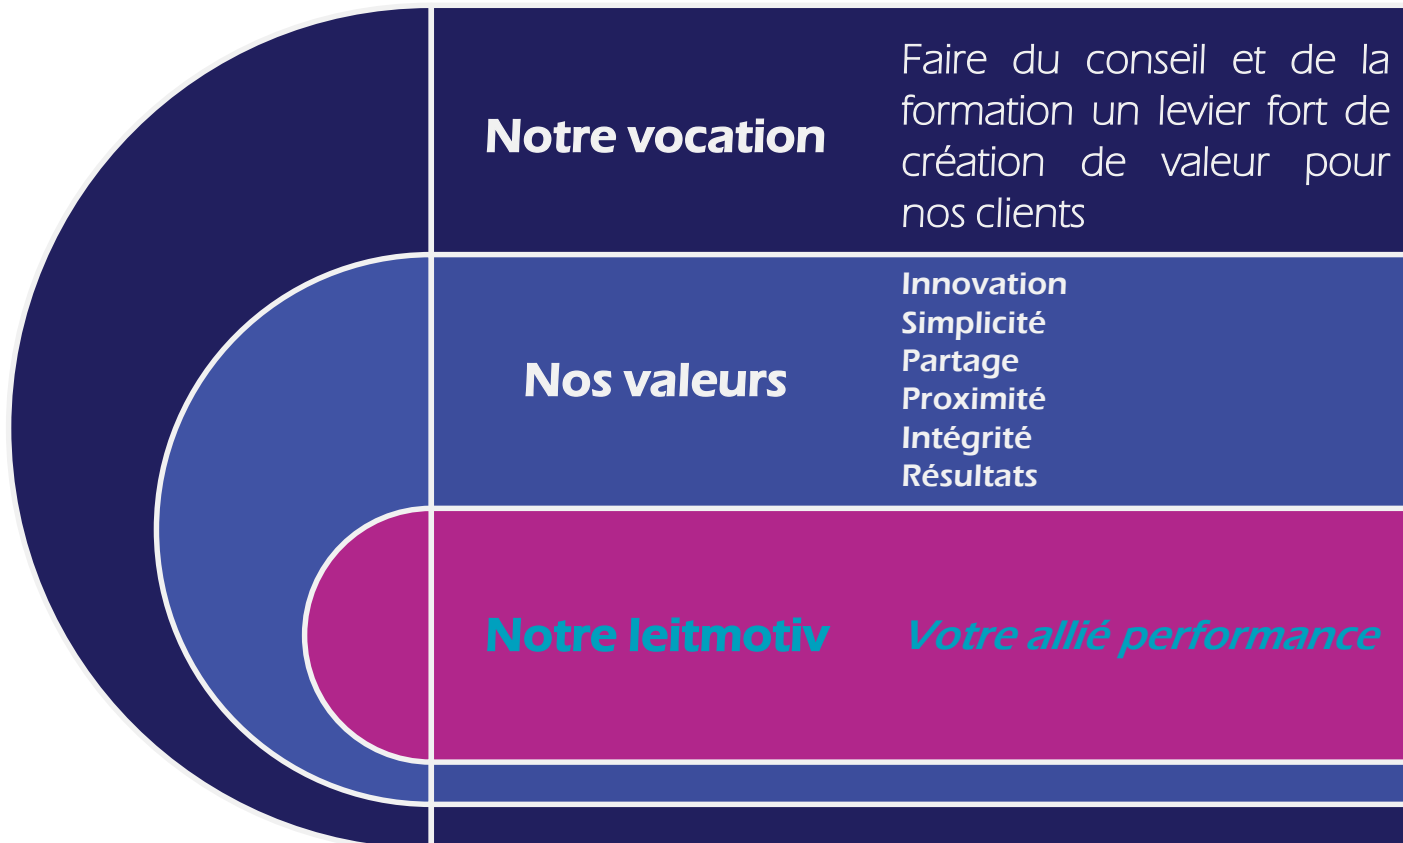 Notre vocation
Faire du conseil et de la
formation un levier fort de
création de valeur pour
nos clients
Nos valeurs
Innovation
Simplicité
Partage
Proximité
Intégrité
Résultats
Notre leitmotiv
Votre allié performance